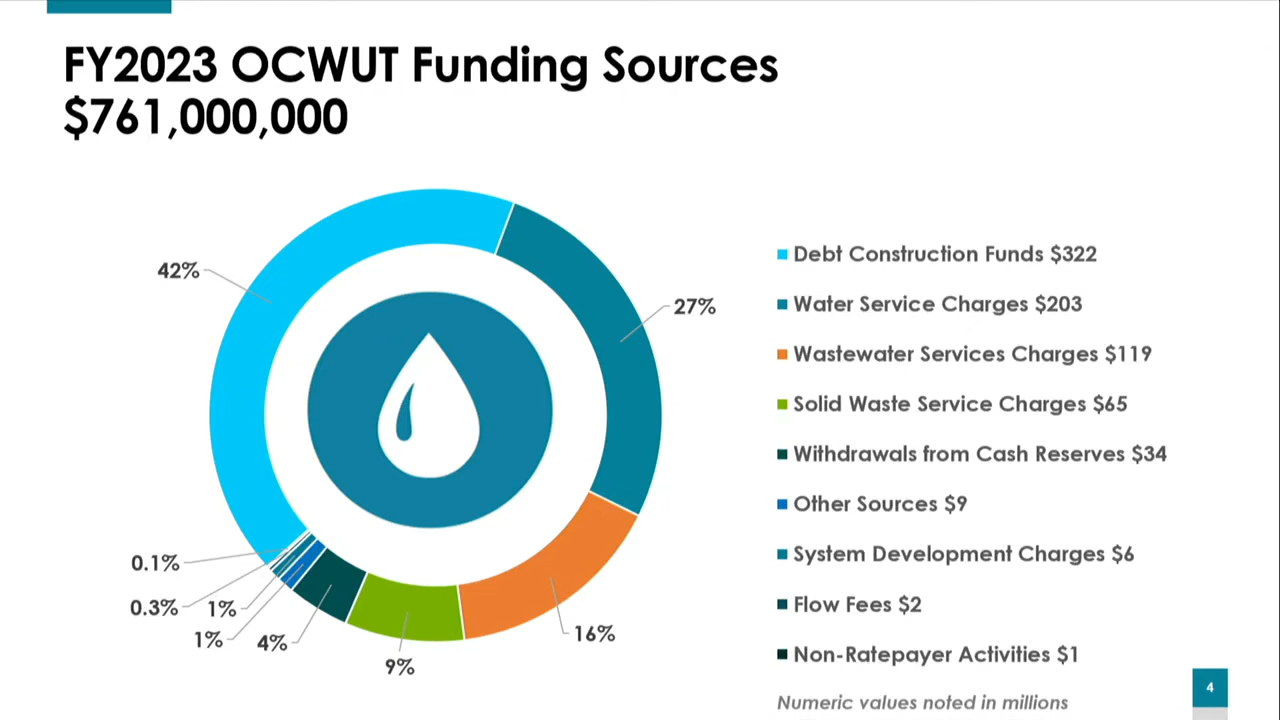 FY2023 OCWUT Funding Sources
$761,000,000
42%
27%
16%
9%
4%
1%
1%
0.3%
0.1%
Debt Construction Funds $322
Water Service Charges $203
Wastewater Services Charges $119
Solid Waste Service Charges $65
Withdrawals from Cash Reserves $34
Other Sources $9
System Development Charges $6
Flow Fees $2
Non-Ratepayer Activities $1
Numeric values noted in millions
4